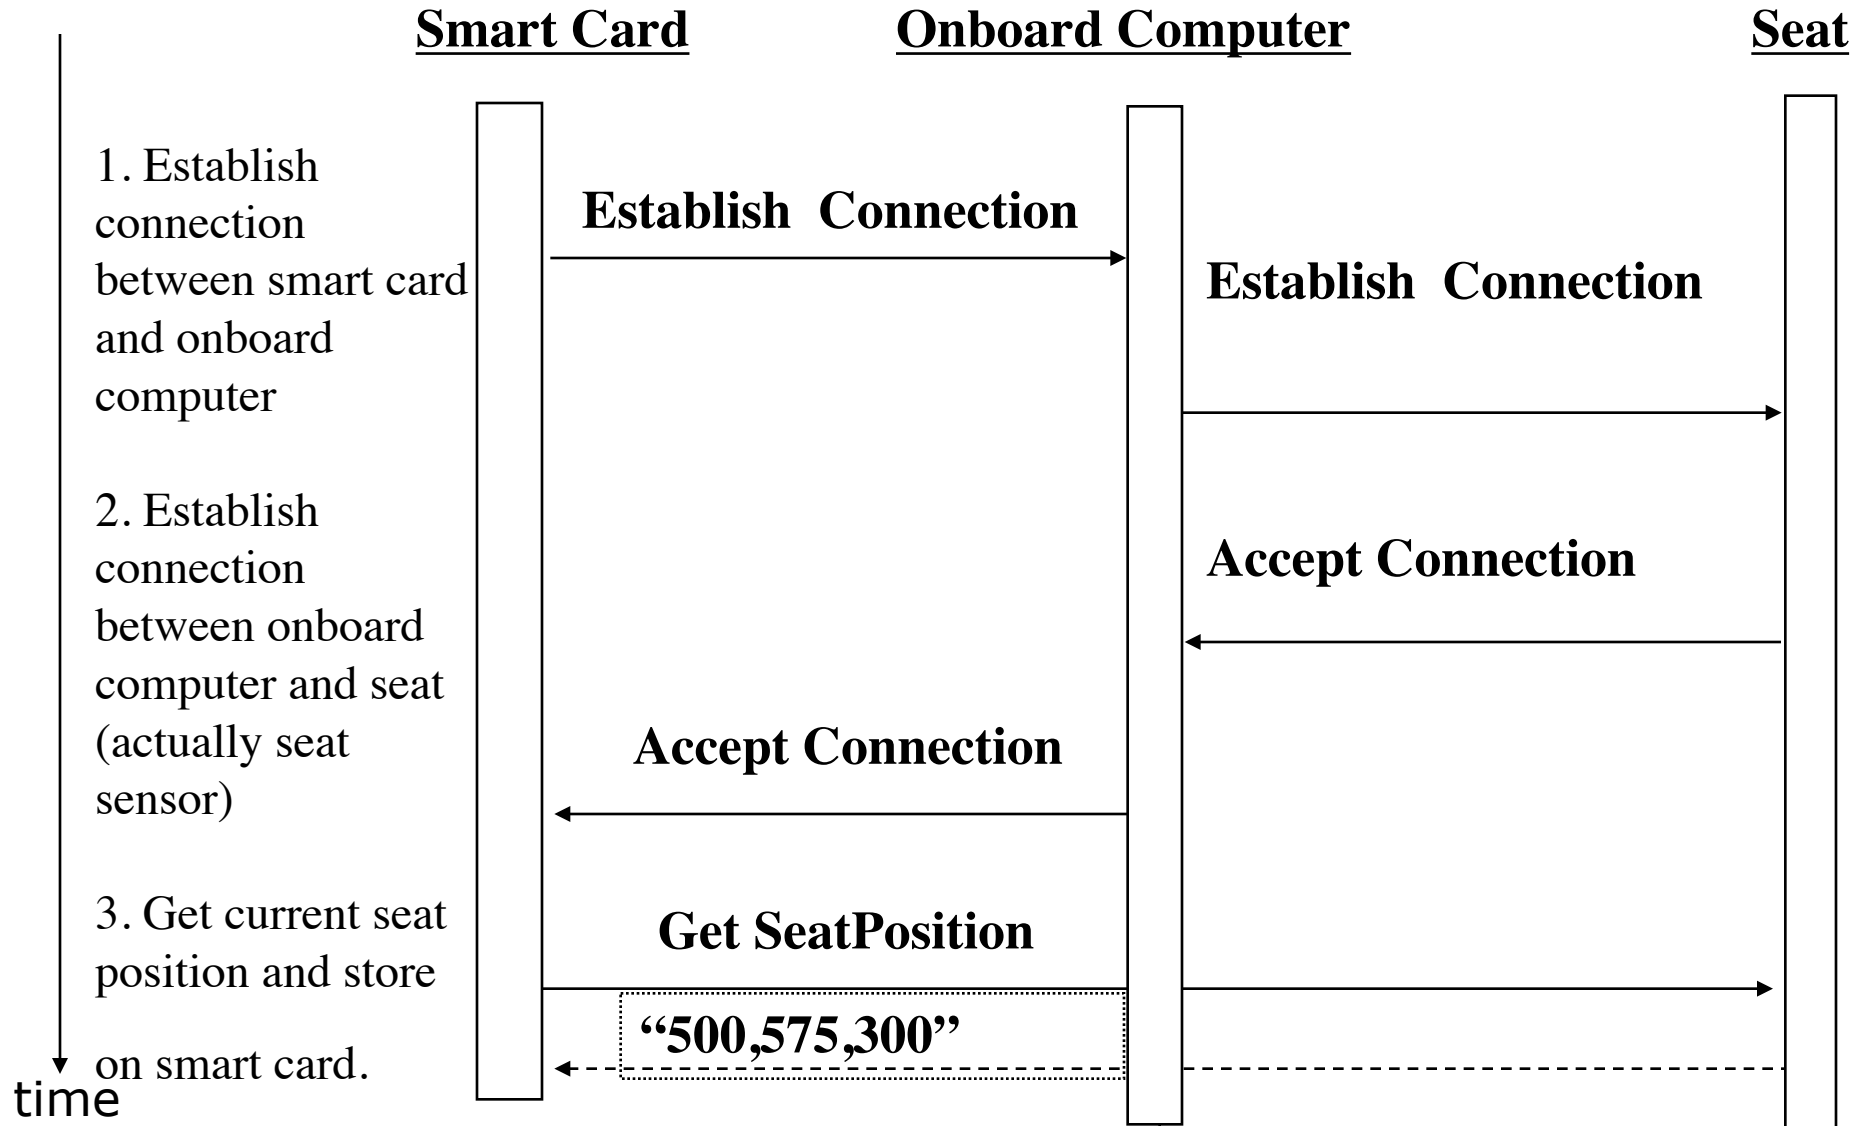 Smart Card
Onboard Computer
Seat
1. Establish
connection
between smart card
and onboard
computer
Establish Connection
Establish Connection
2. Establish
connection
between onboard
computer and seat
(actually seat
sensor)
Accept Connection
Accept Connection
3. Get current seat
position and store
on smart card.
Get SeatPosition
“500,575,300”
time